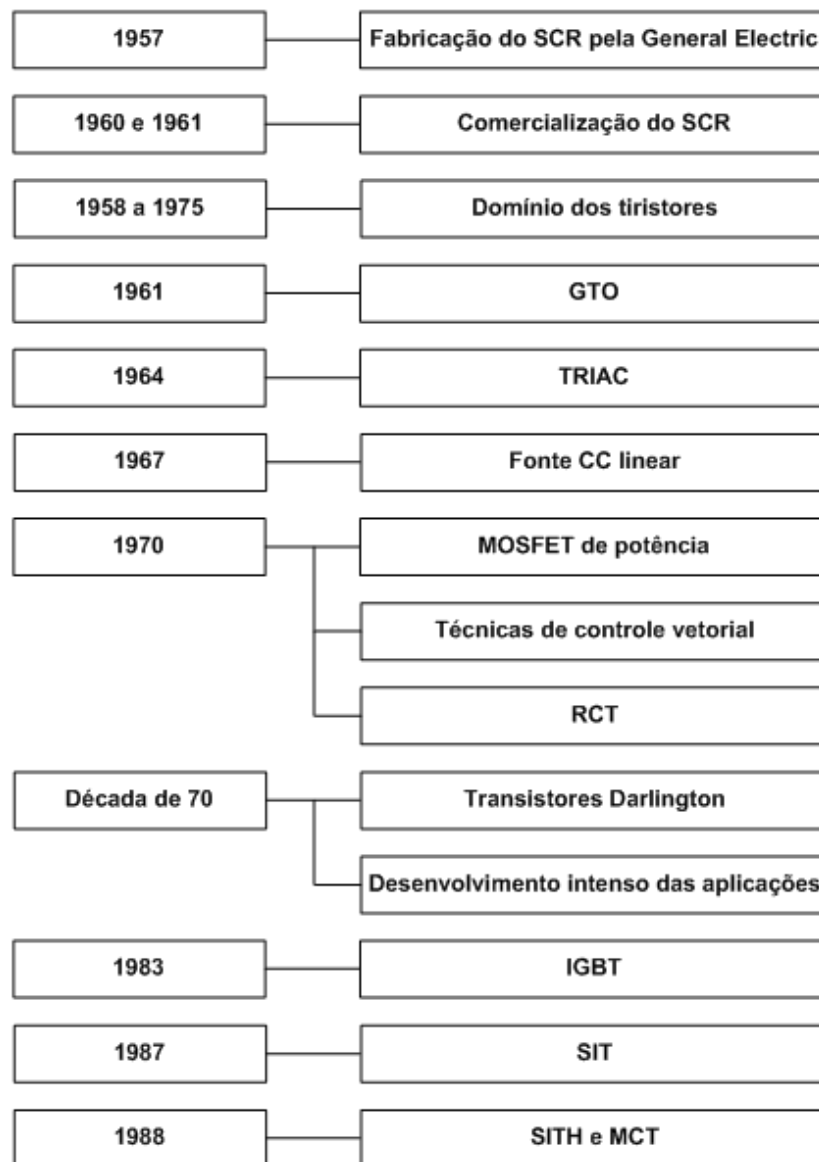 1957
Fabricação do SCR pela General Electric
1960 e 1961
Comercialização do SCR
1958 a 1975
Domínio dos tiristores
1961
GTO
1964
TRIAC
1967
Fonte CC linear
1970
MOSFET de potência
Técnicas de controle vetorial
RCT
Década de 70
Transistores Darlington
Desenvolvimento intenso das aplicações
1983
IGBT
1987
SIT
1988
SITH e MCT